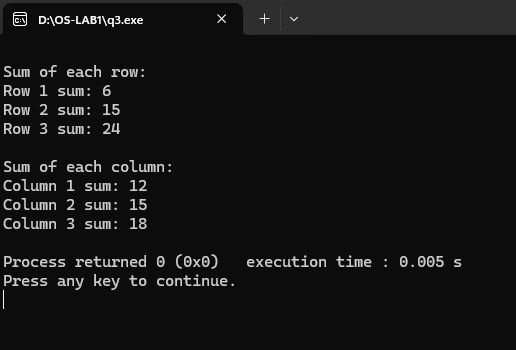 D:\OS-LAB1\q3.exe
Sum of each row:
Row 1 sum: 6
Row 2 sum: 15
Row 3 sum: 24
Sum of each column:
Column 1 sum: 12
Column 2 sum: 15
Column 3 sum: 18
Process returned 0 (0x0)   execution time : 0.005 s
Press any key to continue.